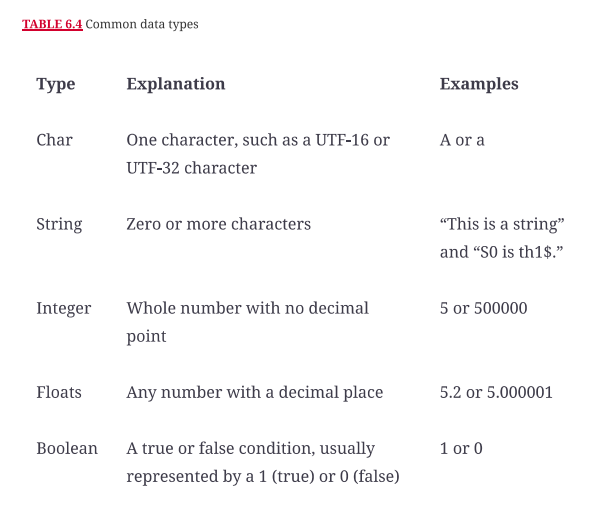 TABLE 6.4 Common data types
Type Explanation Examples
Char One character, such as a UTF-16 or A or a
UTF-32 character
String Zero or more characters “This is a string”
and “S0 is th1$.”
Integer Whole number with no decimal 5 or 500000
point
Floats Any number with a decimal place 5.2 or 5.000001
Boolean A true or false condition, usually 1 or 0
represented by a 1 (true) or 0 (false)